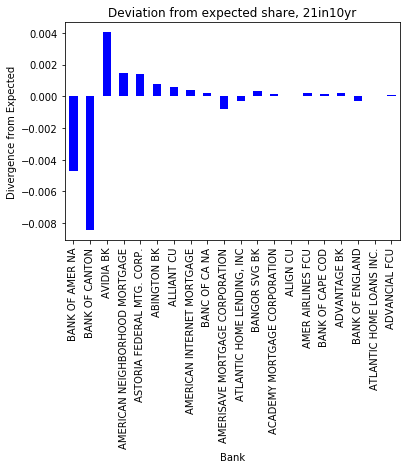 Deviation from expected share, 21in10yr
Divergence from Expected
0.004
0.002
0.000
−0.002
−0.004
−0.006
−0.008
BANK OF AMER NA
BANK OF CANTON
AVIDIA BK
AMERICAN NEIGHBORHOOD MORTGAGE
ASTORIA FEDERAL MTG. CORP.
ABINGTON BK
ALLIANT CU
AMERICAN INTERNET MORTGAGE
BANC OF CA NA
AMERISAVE MORTGAGE CORPORATION
ATLANTIC HOME LENDING, INC
BANGOR SVG BK
ACADEMY MORTGAGE CORPORATION
ALIGN CU
AMER AIRLINES FCU
BANK OF CAPE COD
ADVANTAGE BK
BANK OF ENGLAND
ATLANTIC HOME LOANS INC.
ADVANCIAL FCU
Bank